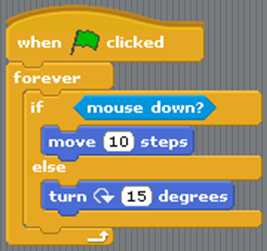 when clicked
forever
if mouse down?
move 10 steps
else
turn 15 degrees